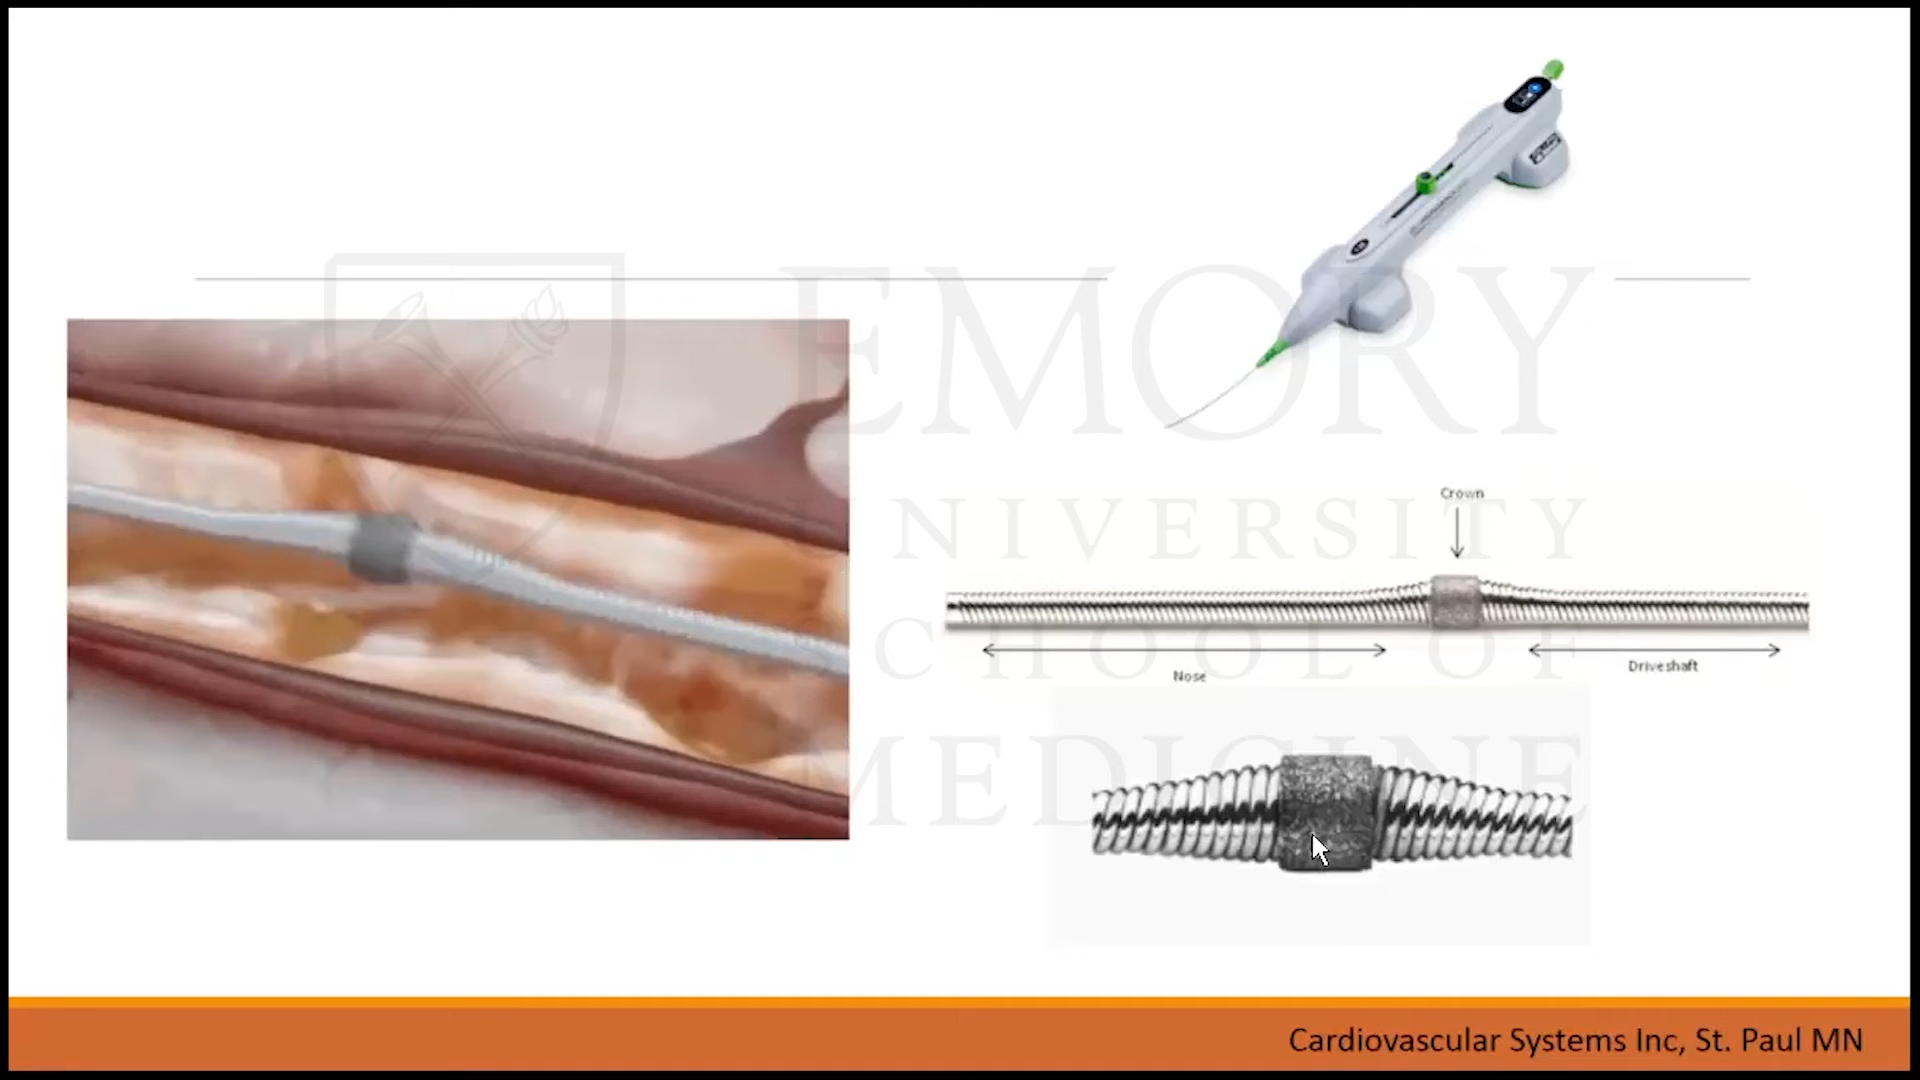 EMORY
UNIVERSITY
SCHOOL OF
MEDICINE
Crown
Nose
Driveshaft
Cardiovascular Systems Inc, St. Paul MN